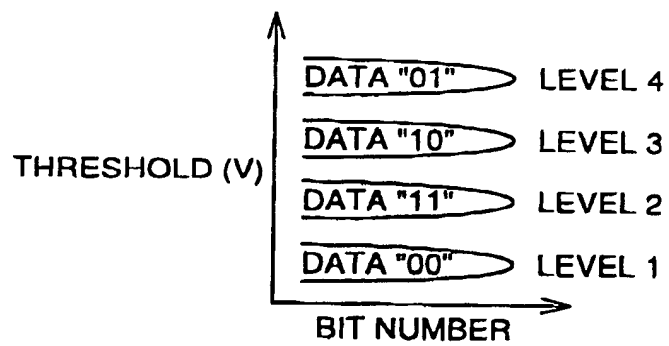 DATA "01" LEVEL 4
DATA "10" LEVEL 3
THRESHOLD (V)
DATA "11" LEVEL 2
DATA "00" LEVEL 1
BIT NUMBER